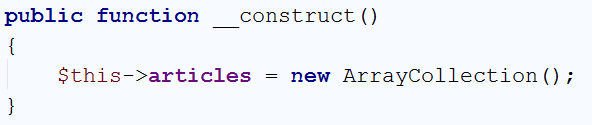 public function __construct()
{
    $this->articles = new ArrayCollection();
}